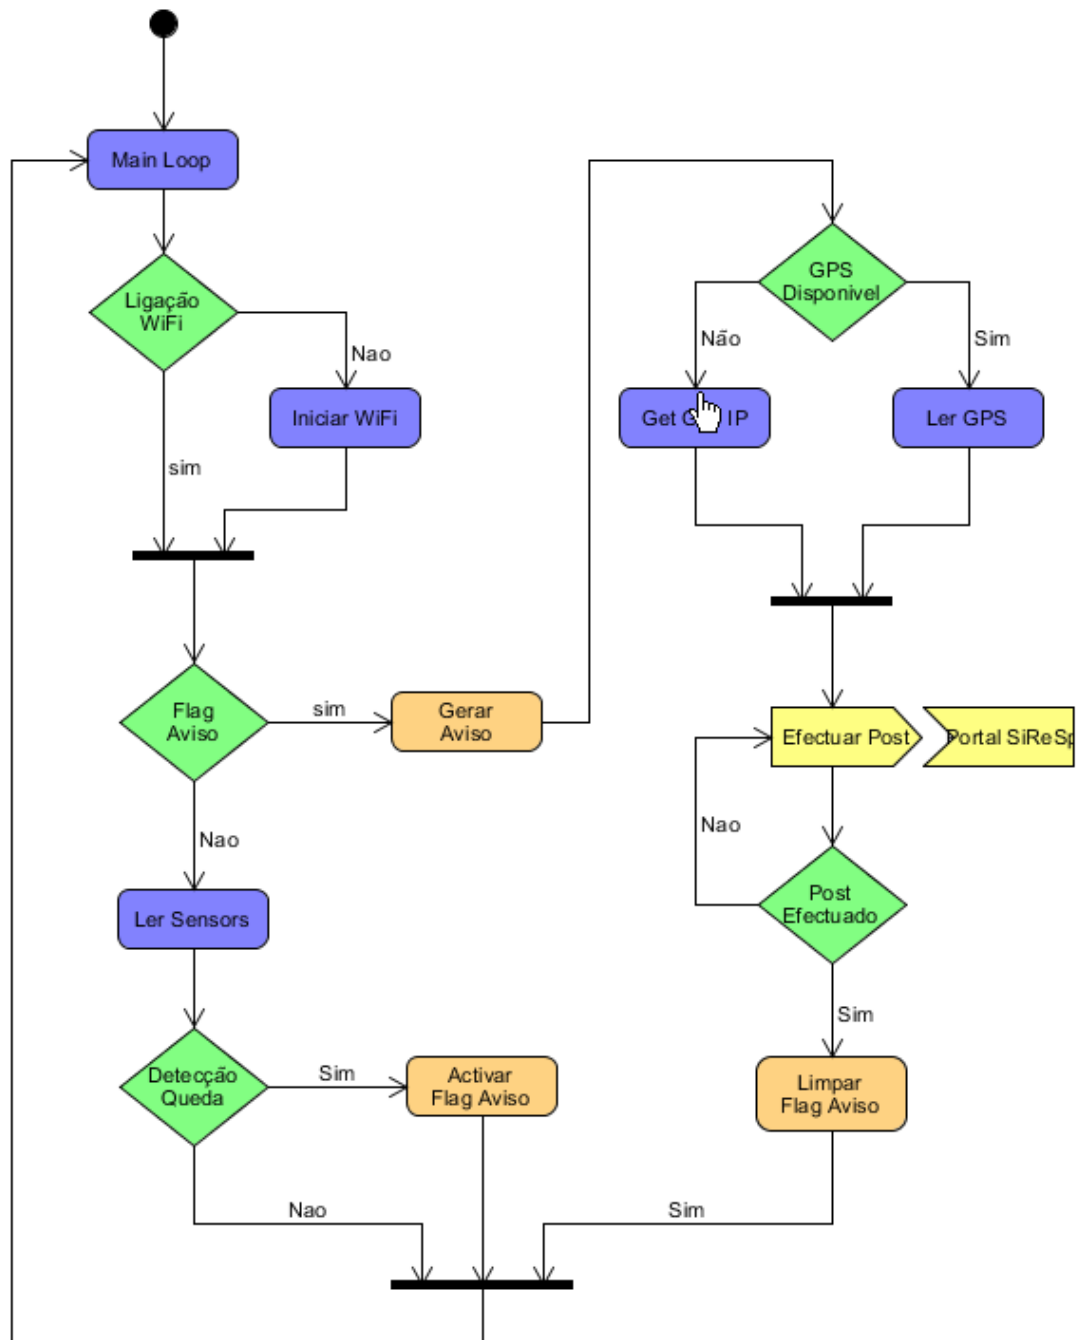 Main Loop
Ligação
WiFi
Nao
Iniciar WiFi
sim
Flag
Aviso
sim
Gerar
Aviso
Nao
Ler Sensors
Detecção
Queda
Sim
Activar
Flag Aviso
Nao
GPS
Disponivel
Não
Sim
Get IP
Ler GPS
Efectuar Post
Portal
Nao
Post
Efectuado
Sim
Limpar
Flag Aviso
Sim